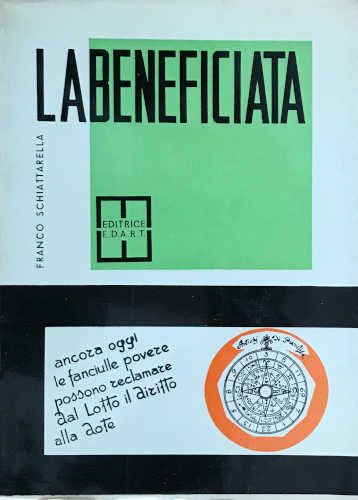 LA BENEFICIATA
FRANCO SCHIATTARELLA
EDITRICE
E.D.A.R.T.
ancora oggi
le fanciulle povere
possono reclamare
dal Lotto il diritto
alla dote